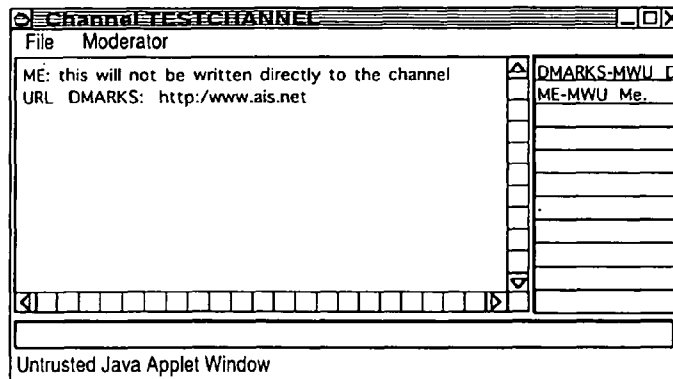 Channel TESTCHANNEL
File Moderator
ME: this will not be written directly to the channel
URL DMARKS: http:/www.ais.net
DMARKS-MWU
ME-MWU Me.
Untrusted Java Applet Window